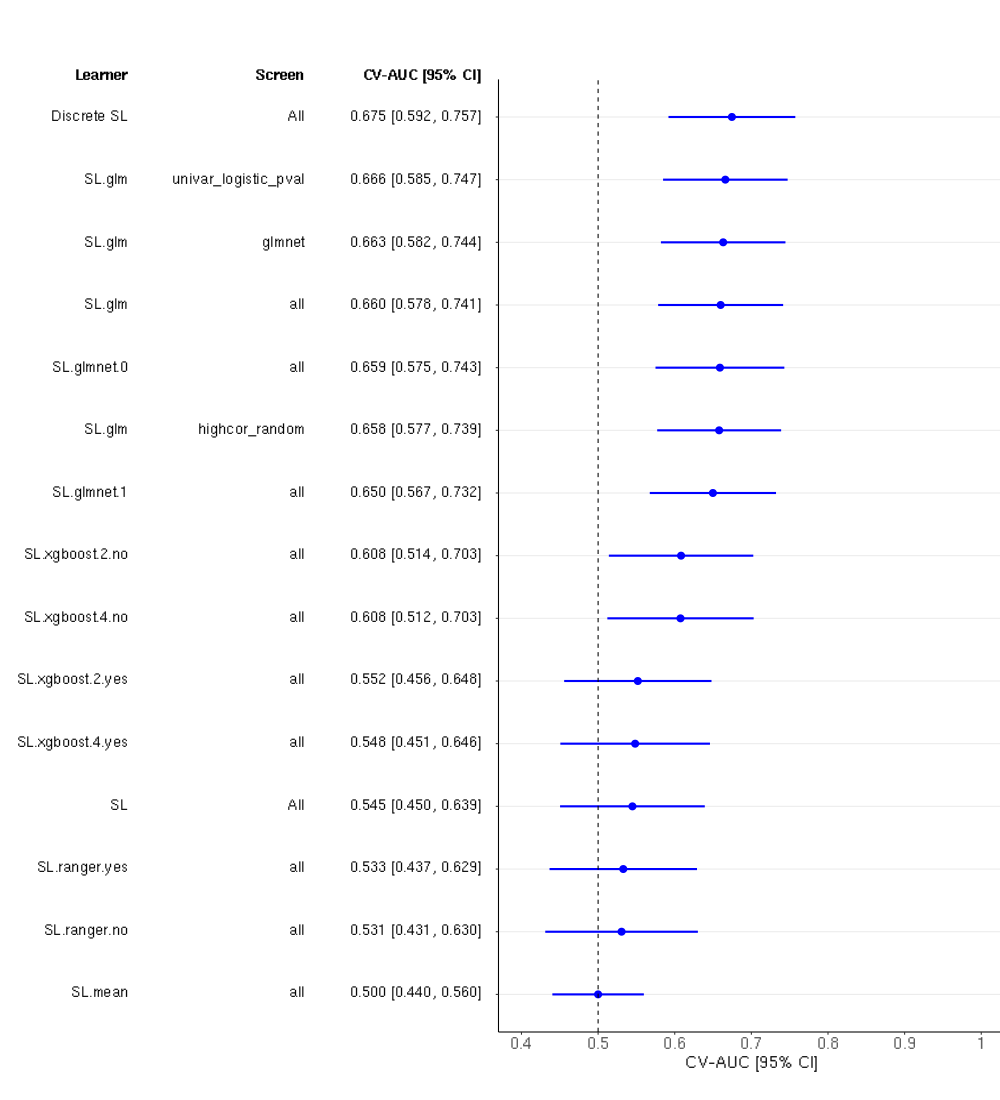 Learner Screen CV-AUC [95% CI]
Discrete SL All 0.675 [0.592, 0.757]
SL.glm univar_logistic_pval 0.666 [0.585, 0.747]
SL.glm glmnet 0.663 [0.582, 0.744]
SL.glm all 0.660 [0.578, 0.741]
SL.glmnet.0 all 0.659 [0.575, 0.743]
SL.glm highcor_random 0.658 [0.577, 0.739]
SL.glmnet.1 all 0.650 [0.567, 0.732]
SL.xgboost.2.no all 0.608 [0.514, 0.703]
SL.xgboost.4.no all 0.608 [0.512, 0.703]
SL.xgboost.2.yes all 0.552 [0.456, 0.648]
SL.xgboost.4.yes all 0.548 [0.451, 0.646]
SL All 0.545 [0.450, 0.639]
SL.ranger.yes all 0.533 [0.437, 0.629]
SL.ranger.no all 0.531 [0.431, 0.630]
SL.mean all 0.500 [0.440, 0.560]
0.4 0.5 0.6 0.7 0.8 0.9 1
CV-AUC [95% CI]